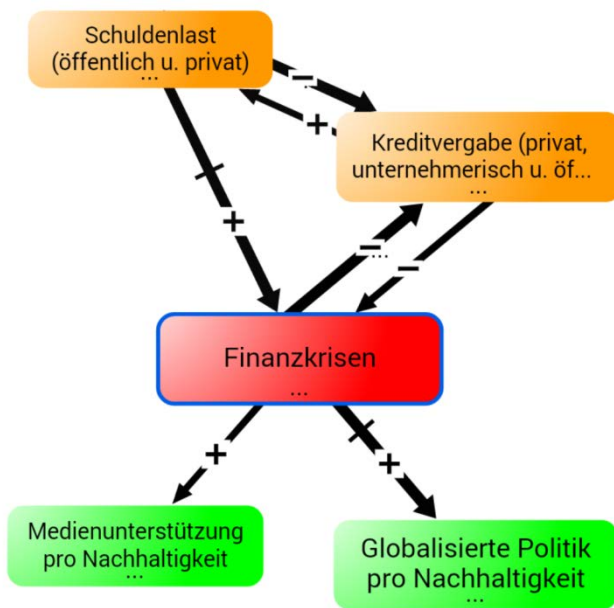 Schuldenlast
(öffentlich u. privat)
...
−
+
Kreditvergabe (privat,
unternehmerisch u. öf...
...
+
−...
−
Finanzkrisen
...
+
+
Medienunterstützung
pro Nachhaltigkeit
...
Globalisierte Politik
pro Nachhaltigkeit
...